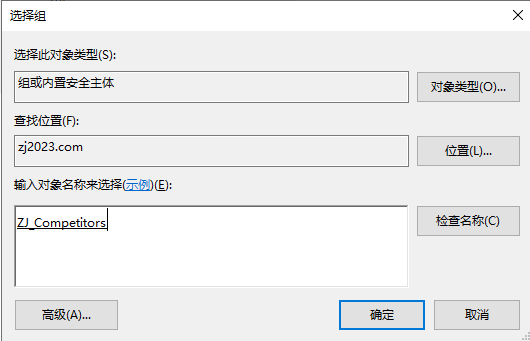 选择组
选择此对象类型(S):
组或内置安全主体
对象类型(O)...
查找位置(F):
zj2023.com
位置(L)...
输入对象名称来选择(示例)(E):
ZJ_Competitors
检查名称(C)
高级(A)...
确定
取消